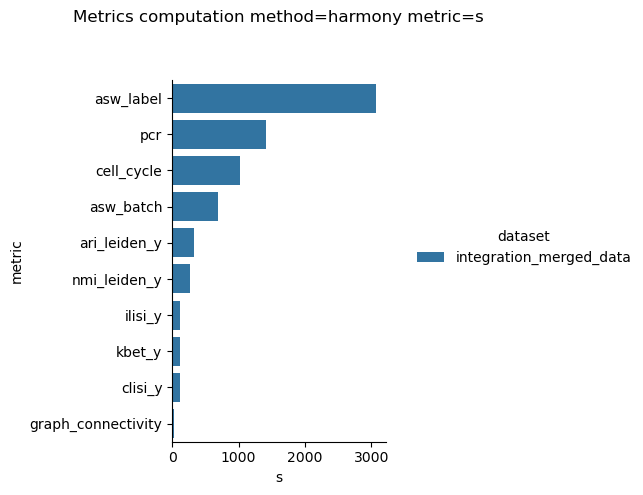 Metrics computation method=harmony metric=s
asw_label
pcr
cell_cycle
asw_batch
ari_leiden_y
nmi_leiden_y
ilisi_y
kbet_y
clisi_y
graph_connectivity
metric
0 1000 2000 3000
s
dataset
integration_merged_data